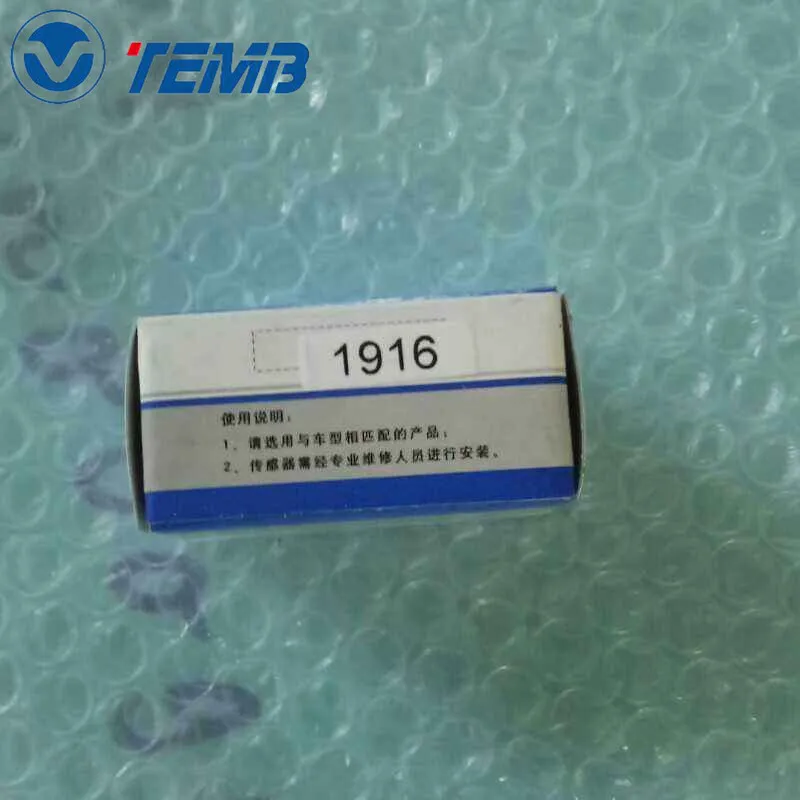 TEMB
1916
使用说明：
1、请选用与车型相匹配的产品；
2、传感器需经专业维修人员进行安装。